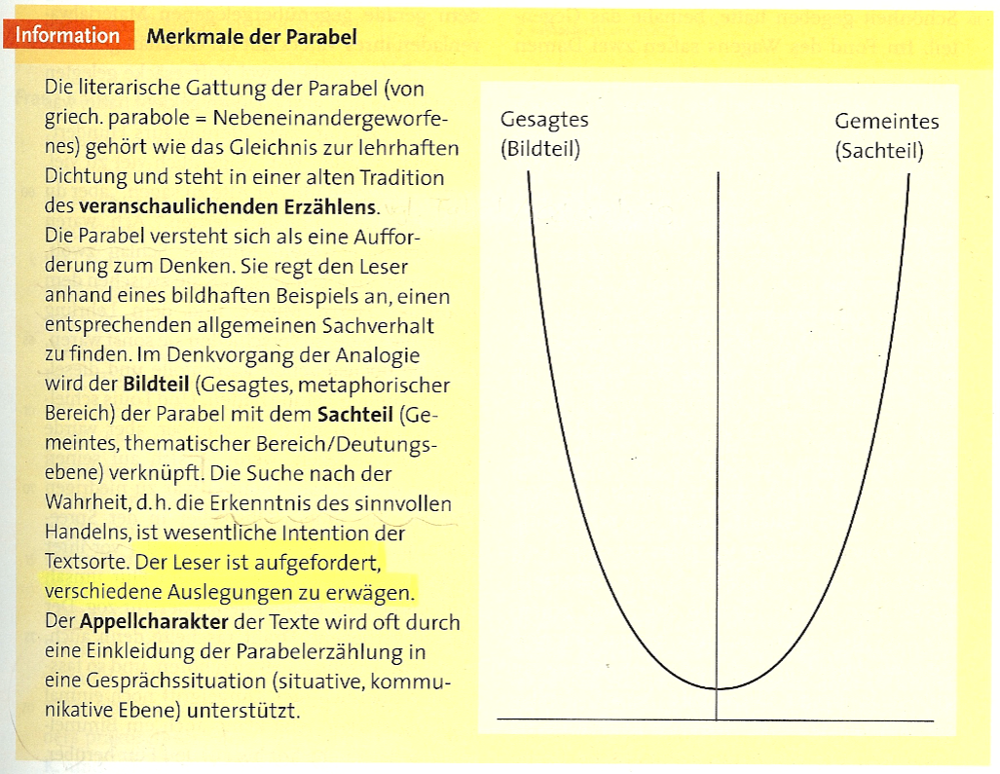 Information Merkmale der Parabel
Die literarische Gattung der Parabel (von
griech. parabole = Nebeneinandergeworfe-
nes) gehört wie das Gleichnis zur lehrhaften
Dichtung und steht in einer alten Tradition
des veranschaulichenden Erzählens.
Die Parabel versteht sich als eine Auffor-
derung zum Denken. Sie regt den Leser
anhand eines bildhaften Beispiels an, einen
entsprechenden allgemeinen Sachverhalt
zu finden. Im Denkvorgang der Analogie
wird der Bildteil (Gesagtes, metaphorischer
Bereich) der Parabel mit dem Sachteil (Ge-
meintes, thematischer Bereich/Deutungs-
ebene) verknüpft. Die Suche nach der
Wahrheit, d.h. die Erkenntnis des sinnvollen
Handelns, ist wesentliche Intention der
Textsorte. Der Leser ist aufgefordert,
verschiedene Auslegungen zu erwägen.
Der Appellcharakter der Texte wird oft durch
eine Einkleidung der Parabelerzählung in
eine Gesprächssituation (situative, kommu-
nikative Ebene) unterstützt.
Gesagtes
(Bildteil)
Gemeintes
(Sachteil)